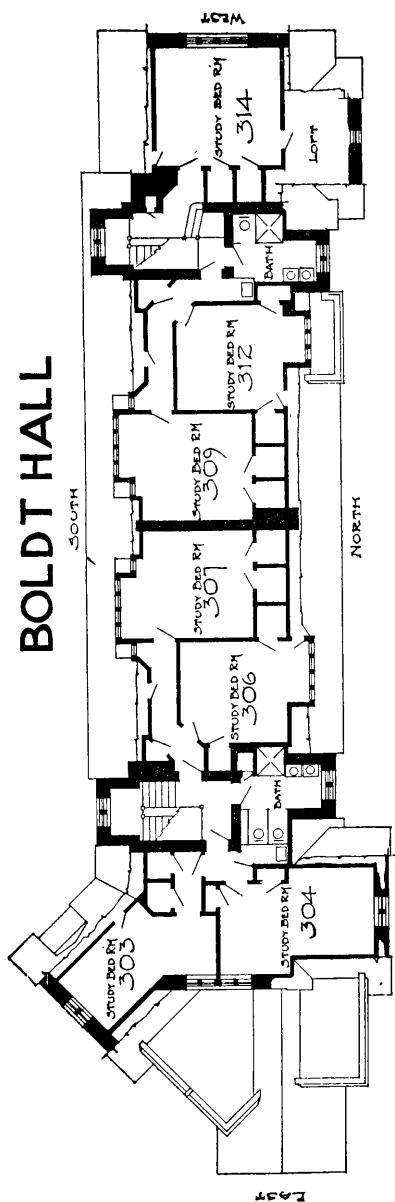 WEST
STUDY BED RM
314
LOFT
BATH
STUDY BED RM
312
BOLDT HALL
SOUTH
STUDY BED RM
309
NORTH
STUDY BED RM
307
STUDY BED RM
306
BATH
STUDY BED RM
303
STUDY BED RM
304
EAST